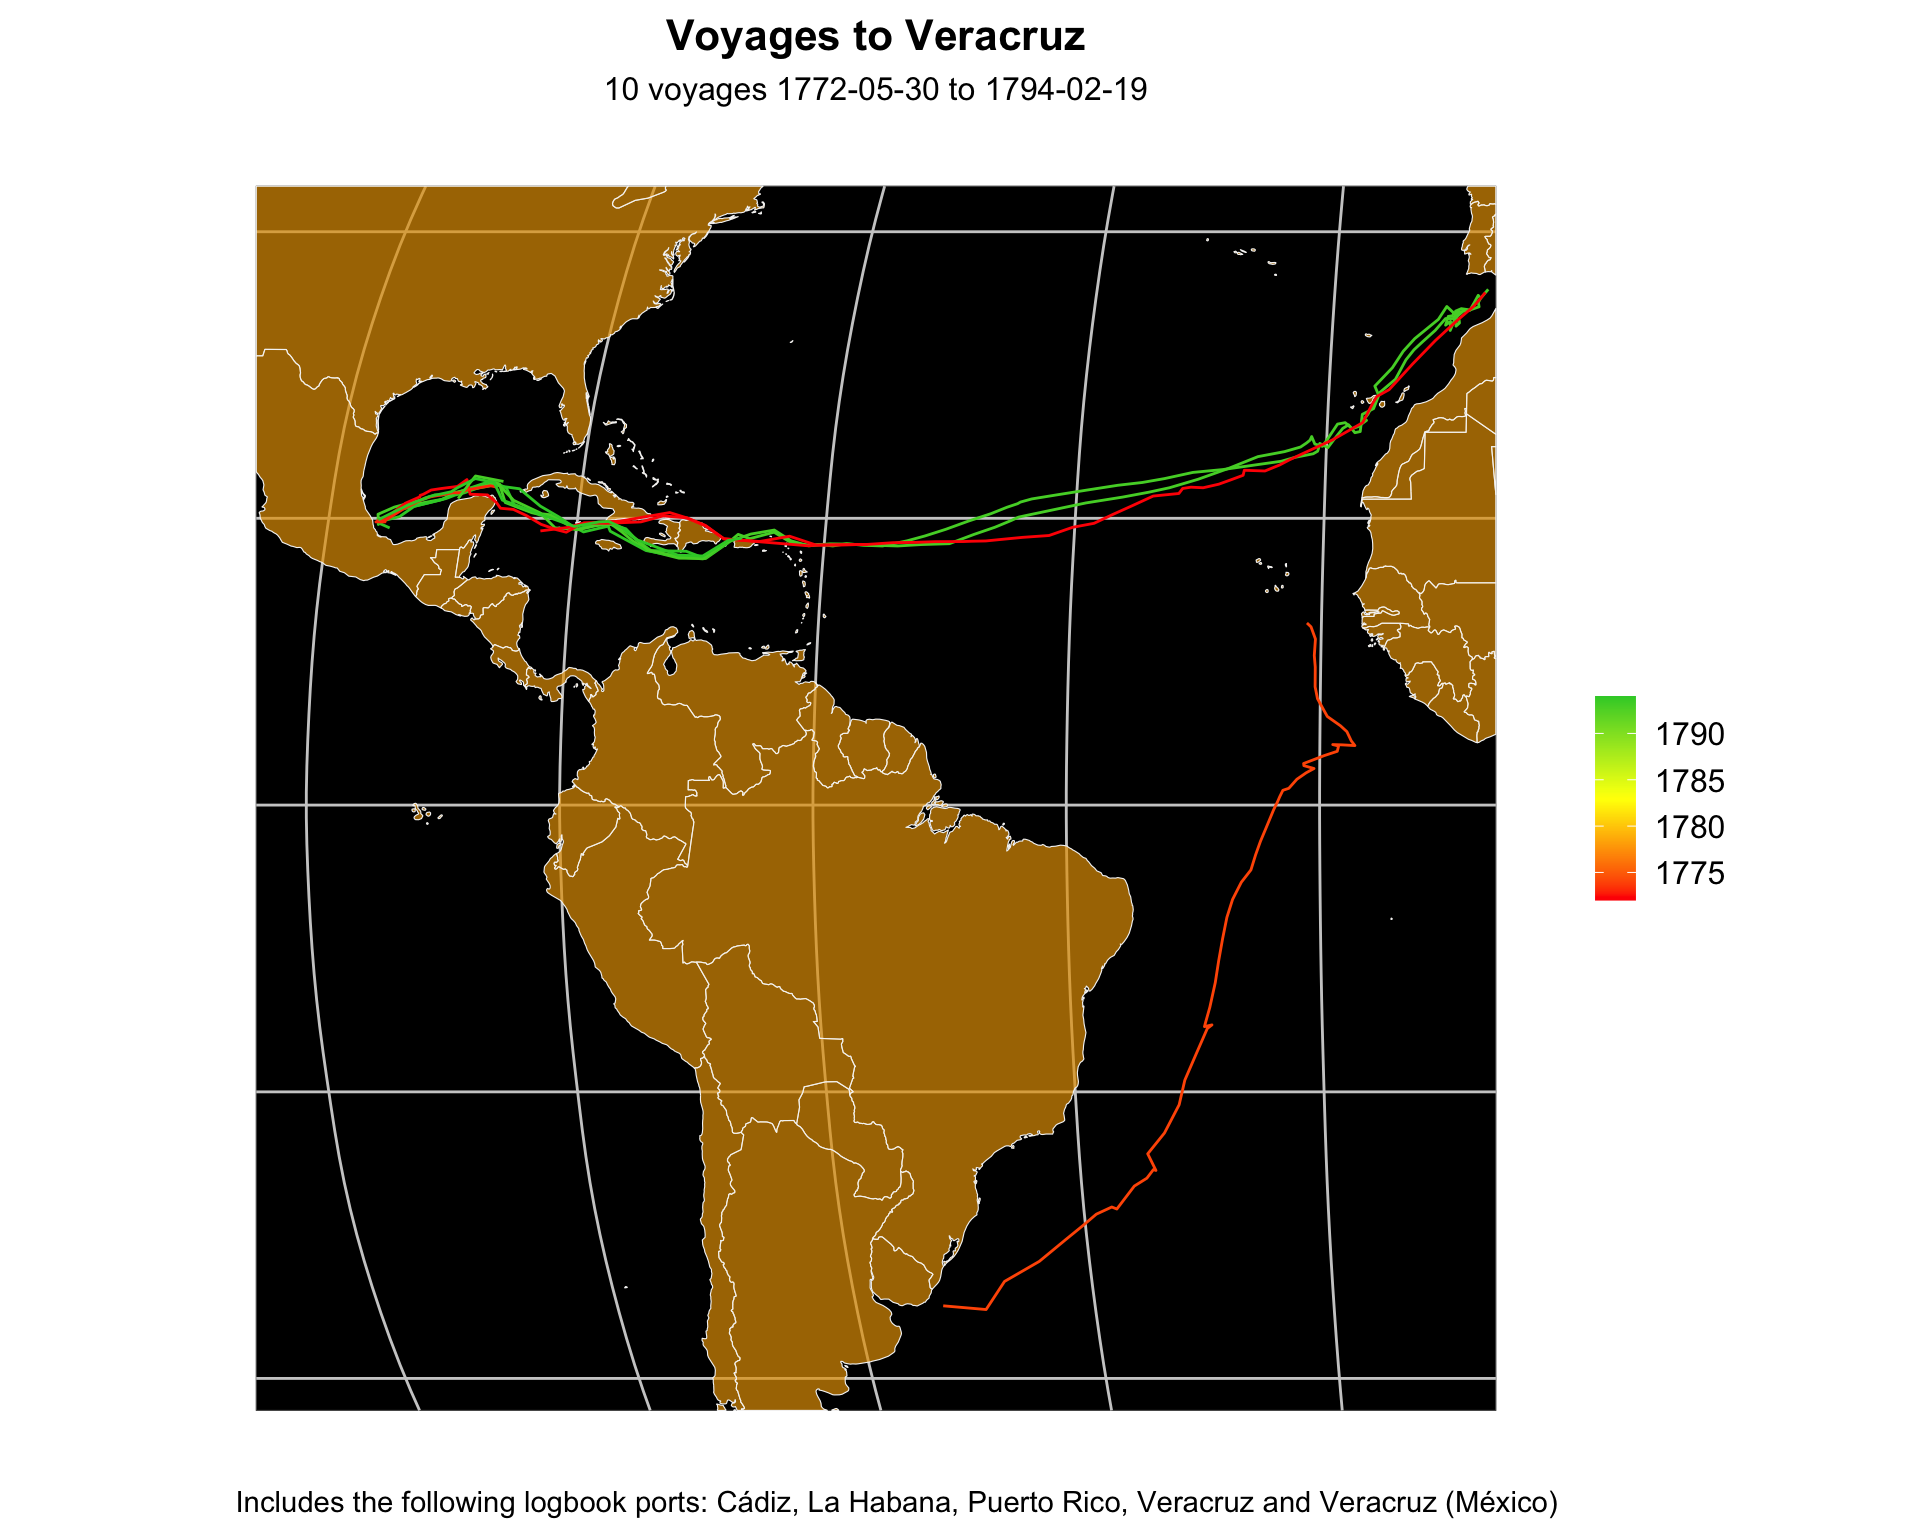 Voyages to Veracruz
10 voyages 1772-05-30 to 1794-02-19
1790
1785
1780
1775
Includes the following logbook ports: Cádiz, La Habana, Puerto Rico, Veracruz and Veracruz (México)